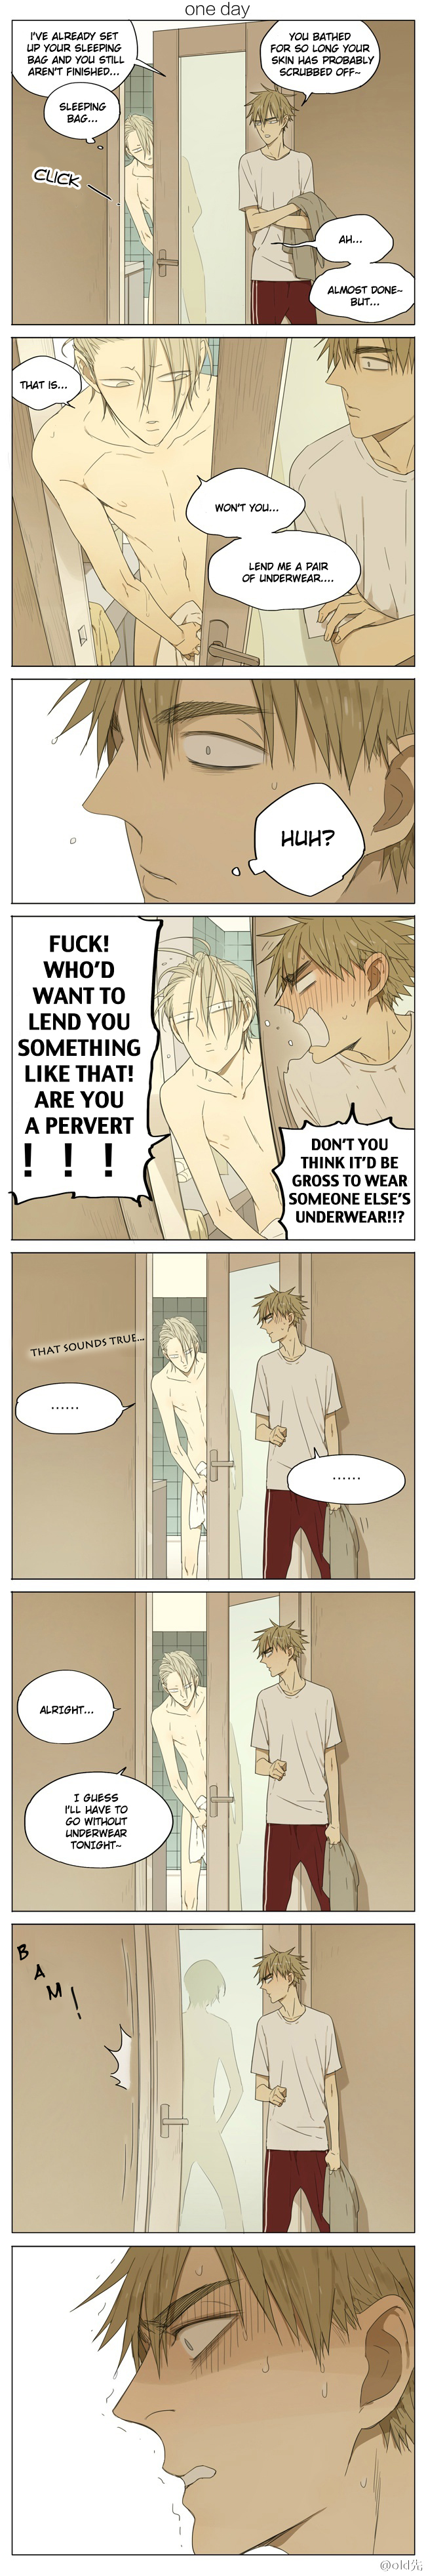 one day
I'VE ALREADY SET
UP YOUR SLEEPING
BAG AND YOU STILL
AREN'T FINISHED...
YOU BATHED
FOR SO LONG YOUR
SKIN HAS PROBABLY
SCRUBBED OFF~
SLEEPING
BAG...
CLICK
AH...
ALMOST DONE~
BUT...
THAT IS...
WON'T YOU...
LEND ME A PAIR
OF UNDERWEAR....
HUH?
FUCK!
WHO'D
WANT TO
LEND YOU
SOMETHING
LIKE THAT!
ARE YOU
A PERVERT
! ! !
DON'T YOU
THINK IT'D BE
GROSS TO WEAR
SOMEONE ELSE'S
UNDERWEAR!!?
THAT SOUNDS TRUE...
......
......
ALRIGHT...
I GUESS
I'LL HAVE TO
GO WITHOUT
UNDERWEAR
TONIGHT~
BAM!
@old先